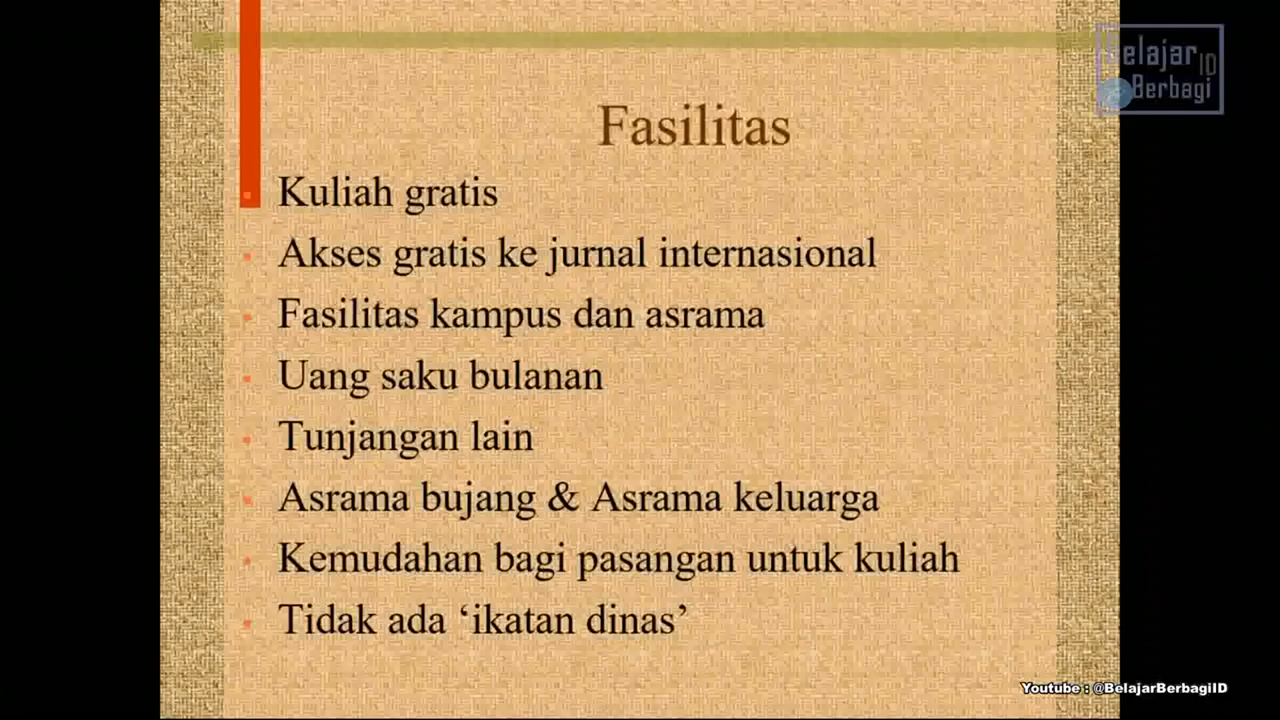 Belajar ID
Berbagi
Fasilitas
Kuliah gratis
Akses gratis ke jurnal internasional
Fasilitas kampus dan asrama
Uang saku bulanan
Tunjangan lain
Asrama bujang & Asrama keluarga
Kemudahan bagi pasangan untuk kuliah
Tidak ada ‘ikatan dinas’
Youtube : @BelajarBerbagiID